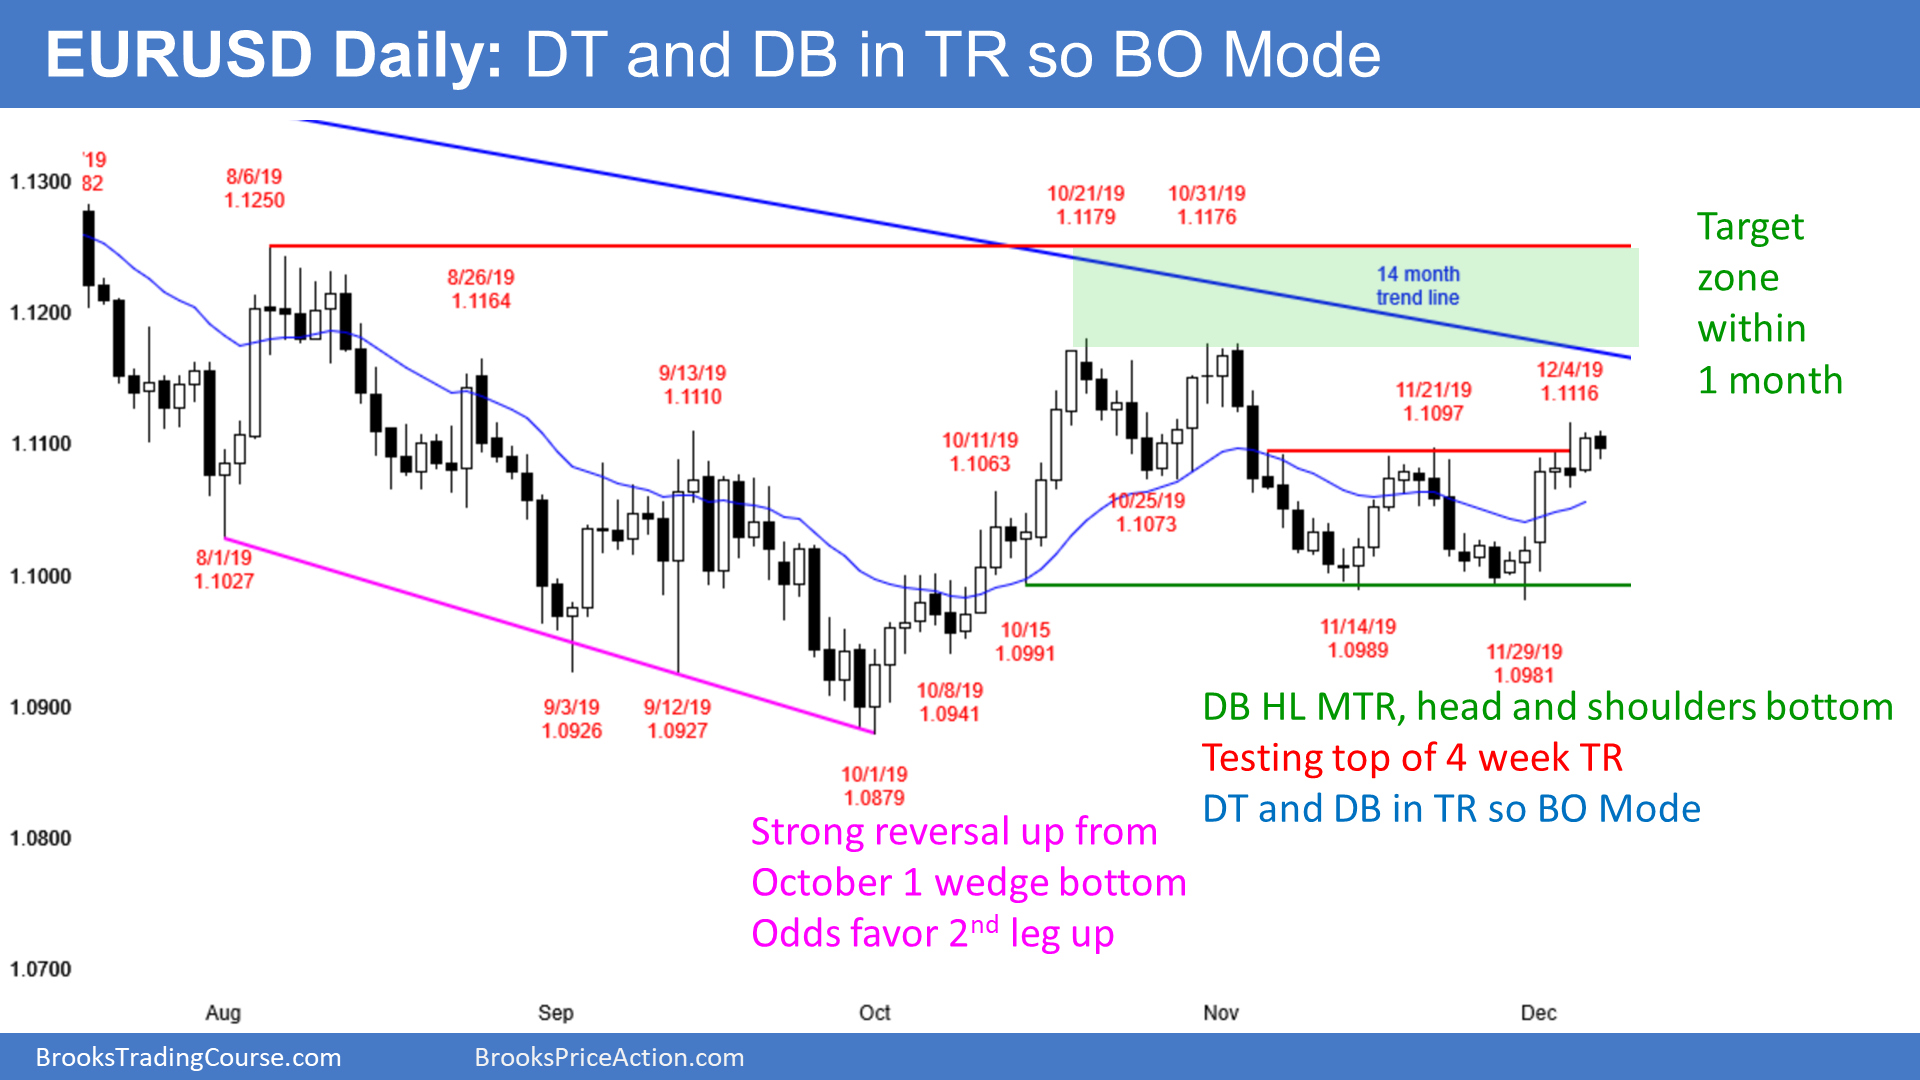 EURUSD Daily: DT and DB in TR so BO Mode
'19
82
8/6/19
1.1250
8/26/19
1.1164
9/13/19
1.1110
10/11/19
1.1063
10/21/19
1.1179
10/31/19
1.1176
14 month
trend line
Target
zone
within
1 month
12/4/19
1.1116
11/21/19
1.1097
10/25/19
1.1073
8/1/19
1.1027
9/3/19
1.0926
9/12/19
1.0927
10/1/19
1.0879
10/8/19
1.0941
10/15
1.0991
11/14/19
1.0989
11/29/19
1.0981
1.1300
1.1200
1.1100
1.1000
1.0900
1.0800
1.0700
DB HL MTR, head and shoulders bottom
Testing top of 4 week TR
DT and DB in TR so BO Mode
Strong reversal up from
October 1 wedge bottom
Odds favor 2nd leg up
Aug Sep Oct Nov Dec
BrooksTradingCourse.com BrooksPriceAction.com